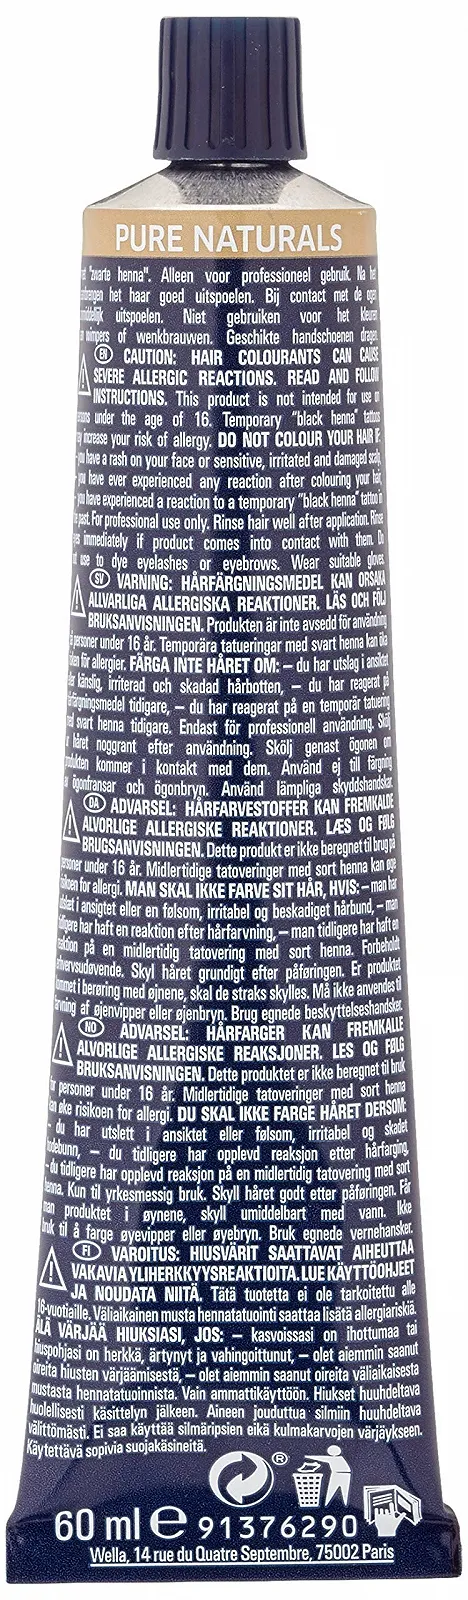 PURE NATURALS
met "zwarte henna". Alleen voor professioneel gebruik. Na het
aanbrengen het haar goed uitspoelen. Bij contact met de ogen
onmiddellijk uitspoelen. Niet gebruiken voor het kleuren
van wimpers of wenkbrauwen. Geschikte handschoenen dragen.
EN CAUTION: HAIR COLOURANTS CAN CAUSE
SEVERE ALLERGIC REACTIONS. READ AND FOLLOW
INSTRUCTIONS. This product is not intended for use on
persons under the age of 16. Temporary "black henna" tattoos
may increase your risk of allergy. DO NOT COLOUR YOUR HAIR IF:
- you have a rash on your face or sensitive, irritated and damaged scalp,
- you have ever experienced any reaction after colouring your hair,
- you have experienced a reaction to a temporary "black henna" tattoo in
the past. For professional use only. Rinse hair well after application. Rinse
eyes immediately if product comes into contact with them. Do
not use to dye eyelashes or eyebrows. Wear suitable gloves.
SV VARNING: HÅRFÄRGNINGSMEDEL KAN ORSAKA
ALLVARLIGA ALLERGISKA REAKTIONER. LÄS OCH FÖLJ
BRUKSANVISNINGEN. Produkten är inte avsedd för användning
på personer under 16 år. Temporära tatueringar med svart henna kan öka
risken för allergier. FÄRGA INTE HÅRET OM: – du har utslag i ansiktet
eller känslig, irriterad och skadad hårbotten, – du har reagerat på
hårfärgningsmedel tidigare, – du har reagerat på en temporär tatuering
med svart henna tidigare. Endast för professionell användning. Skölj
håret noggrant efter användning. Skölj genast ögonen om
produkten kommer i kontakt med dem. Använd ej till färgning
av ögonfransar och ögonbryn. Använd lämpliga skyddshandskar.
DA ADVARSEL: HÅRFARVESTOFFER KAN FREMKALDE
ALVORLIGE ALLERGISKE REAKTIONER. LÆS OG FØLG
BRUGSANVISNINGEN. Dette produkt er ikke beregnet til brug på
personer under 16 år. Midlertidige tatoveringer med sort henna kan øge
risikoen for allergi. MAN SKAL IKKE FARVE SIT HÅR, HVIS: – man har
udslæt i ansigtet eller en følsom, irritabel og beskadiget hårbund, – man
tidligere har haft en reaktion efter hårfarvning, – man tidligere har haft en
reaktion på en midlertidig tatovering med sort henna. Forbeholdt
erhvervsudøvende. Skyl håret grundigt efter påføringen. Er produktet
kommet i berøring med øjnene, skal de straks skylles. Må ikke anvendes til
farvning af øjenvipper eller øjenbryn. Brug egnede beskyttelseshandsker.
NO ADVARSEL: HÅRFARGER KAN FREMKALLE
ALVORLIGE ALLERGISKE REAKSJONER. LES OG FØLG
BRUKSANVISNINGEN. Dette produktet er ikke beregnet til bruk
for personer under 16 år. Midlertidige tatoveringer med sort henna
kan øke risikoen for allergi. DU SKAL IKKE FARGE HÅRET DERSOM:
- du har utslett i ansiktet eller følsom, irritabel og skadet
hodebunn, – du tidligere har opplevd reaksjon etter hårfarging,
– du tidligere har opplevd reaksjon på en midlertidig tatovering med sort
henna. Kun til yrkesmessig bruk. Skyll håret godt etter påføringen. Får
man produktet i øynene, skyll umiddelbart med vann. Ikke
bruk til å farge øyevipper eller øyebryn. Bruk egnede vernehansker.
FI VAROITUS: HIUSVÄRIT SAATTAVAT AIHEUTTAA
VAKAVIA YLIHERKKYYSREAKTIOITA. LUE KÄYTTÖOHJEET
JA NOUDATA NIITÄ. Tätä tuotetta ei ole tarkoitettu alle
16-vuotiaille. Väliaikainen musta hennatatuointi saattaa lisätä allergiariskiä.
ÄLÄ VÄRJÄÄ HIUKSIASI, JOS: – kasvoissasi on ihottumaa tai
hiuspohjasi on herkkä, ärtynyt ja vahingoittunut, – olet aiemmin saanut
oireita hiusten värjäämisestä, – olet aiemmin saanut oireita väliaikaisesta
mustasta hennatatuoinnista. Vain ammattikäyttöön. Hiukset huuhdeltava
huolellisesti käsittelyn jälkeen. Aineen jouduttua silmiin huuhdeltava
välittömästi. Ei saa käyttää silmäripsien eikä kulmakarvojen värjäykseen.
Käytettävä sopivia suojakäsineitä.
®
60 ml e 91376290
Wella, 14 rue du Quatre Septembre, 75002 Paris